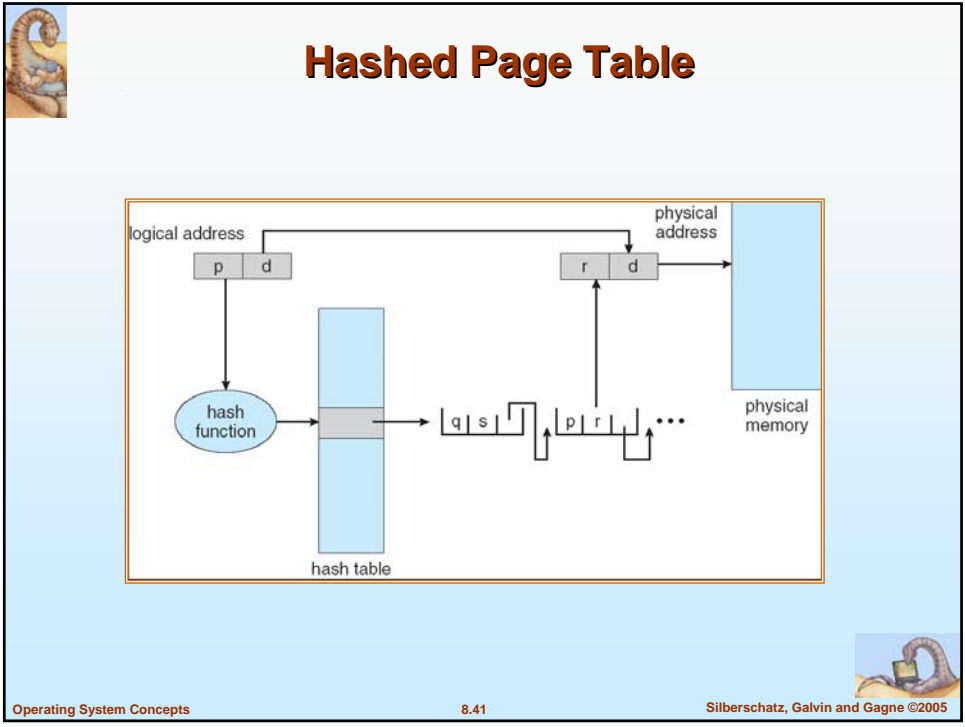 Hashed Page Table
logical address
p d
physical
address
r d
hash
function
q s
p r
•••
physical
memory
hash table
Operating System Concepts
8.41
Silberschatz, Galvin and Gagne ©2005